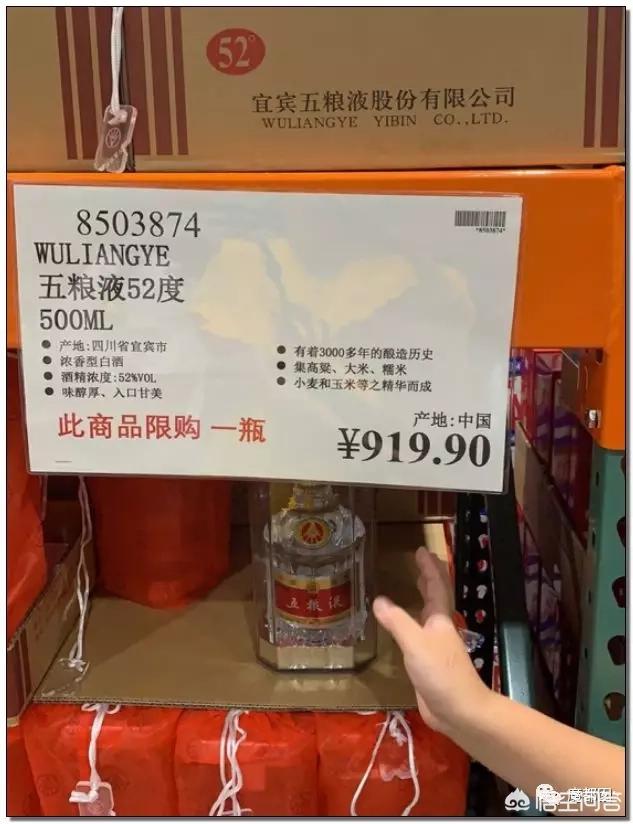 52°
宜宾五粮液股份有限公司
WULIANGYE YIBIN CO.,LTD.
8503874
*8503874*
WULIANGYE
五粮液52度
500ML
● 产地:四川省宜宾市
● 浓香型白酒
● 酒精浓度:52%VOL
● 味醇厚、入口甘美
● 有着3000多年的酿造历史
● 集高粱、大米、糯米
● 小麦和玉米等之精华而成
此商品限购 一瓶
产地:中国
¥919.90
五粮液
悟空问答